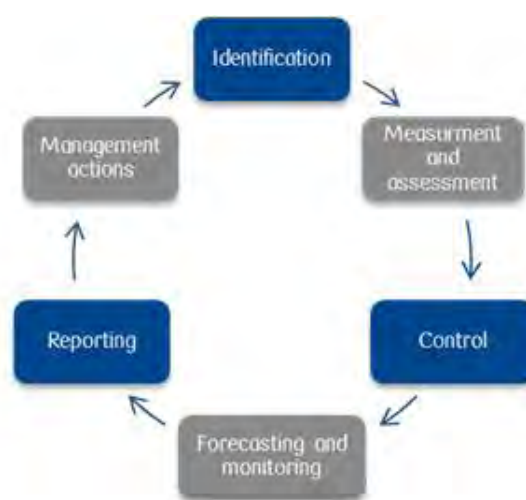 Identification
Measurment
and
assessment
Control
Forecasting and
monitoring
Reporting
Management
actions